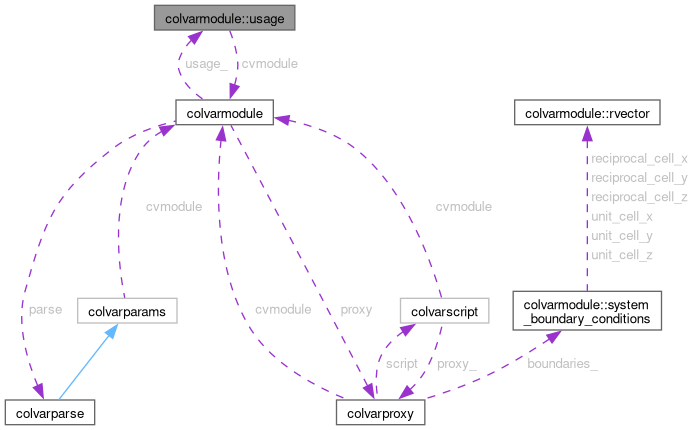 colvarmodule::usage
usage_
cvmodule
colvarmodule
colvarmodule::rvector
reciprocal_cell_x
reciprocal_cell_y
reciprocal_cell_z
unit_cell_x
unit_cell_y
unit_cell_z
cvmodule
cvmodule
parse
colvarparams
cvmodule
proxy
colvarscript
colvarmodule::system
_boundary_conditions
script
proxy_
boundaries_
colvarparse
colvarproxy